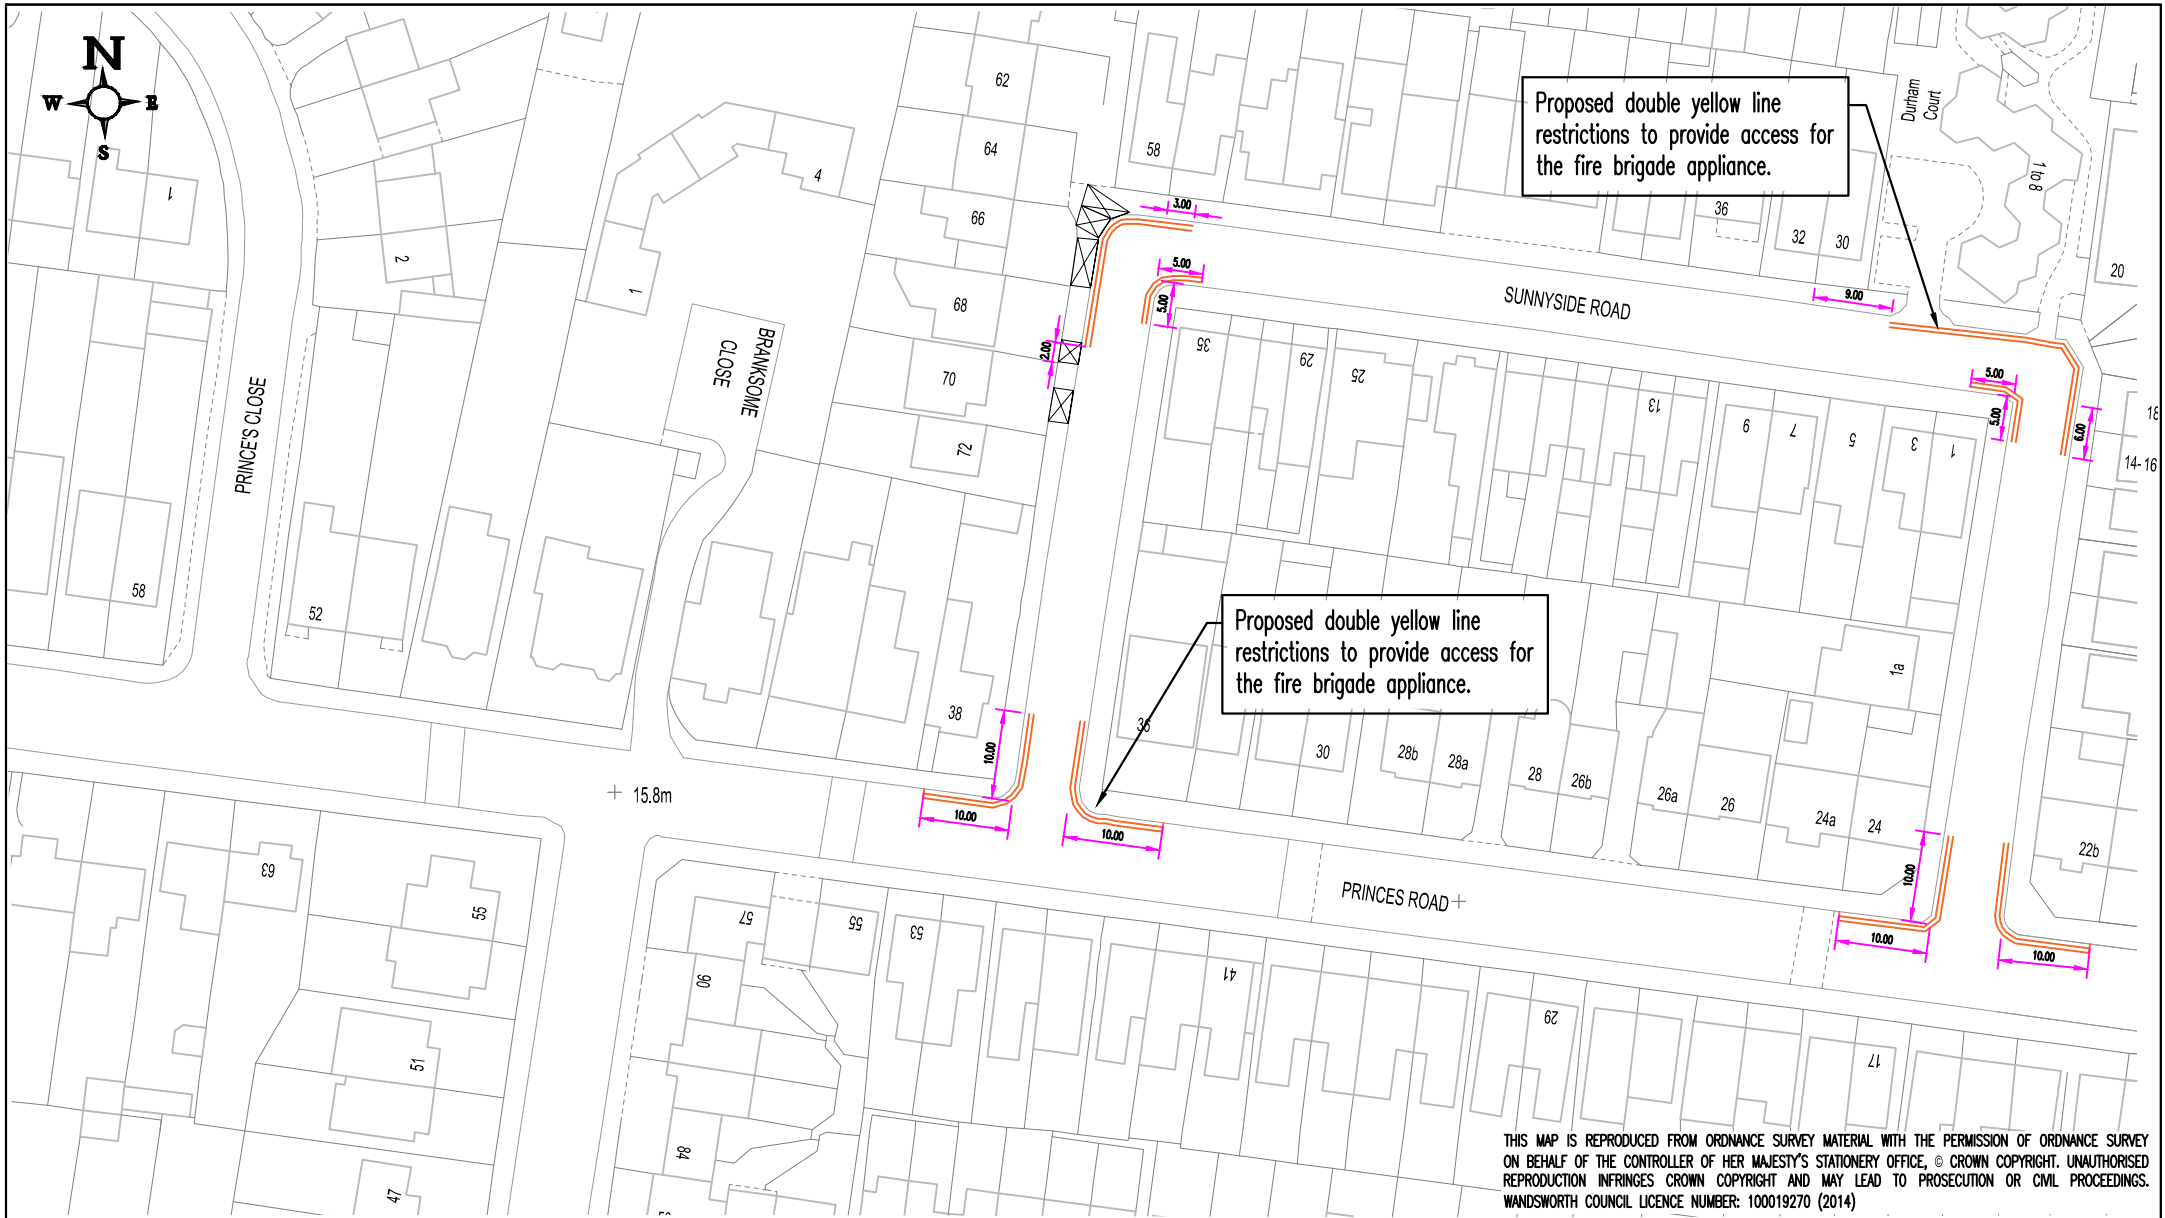 N
W
E
S
62
64
66
68
70
72
58
4
1
1
2
Proposed double yellow line
restrictions to provide access for
the fire brigade appliance.
Durham
Court
1 to 8
36
32
30
20
3.00
5.00
5.00
2.00
9.00
5.00
5.00
6.00
SUNNYSIDE ROAD
BRANKSOME
CLOSE
PRINCE'S CLOSE
35
29
25
13
9
7
5
3
1
18
14-16
58
52
38
36
Proposed double yellow line
restrictions to provide access for
the fire brigade appliance.
30
28b
28a
28
26b
26a
26
24a
24
1a
22b
10.00
10.00
10.00
10.00
10.00
10.00
15.8m
PRINCES ROAD
63
55
51
47
57
55
53
90
84
41
29
17
THIS MAP IS REPRODUCED FROM ORDNANCE SURVEY MATERIAL WITH THE PERMISSION OF ORDNANCE SURVEY
ON BEHALF OF THE CONTROLLER OF HER MAJESTY'S STATIONERY OFFICE, © CROWN COPYRIGHT. UNAUTHORISED
REPRODUCTION INFRINGES CROWN COPYRIGHT AND MAY LEAD TO PROSECUTION OR CIVIL PROCEEDINGS.
WANDSWORTH COUNCIL LICENCE NUMBER: 100019270 (2014)